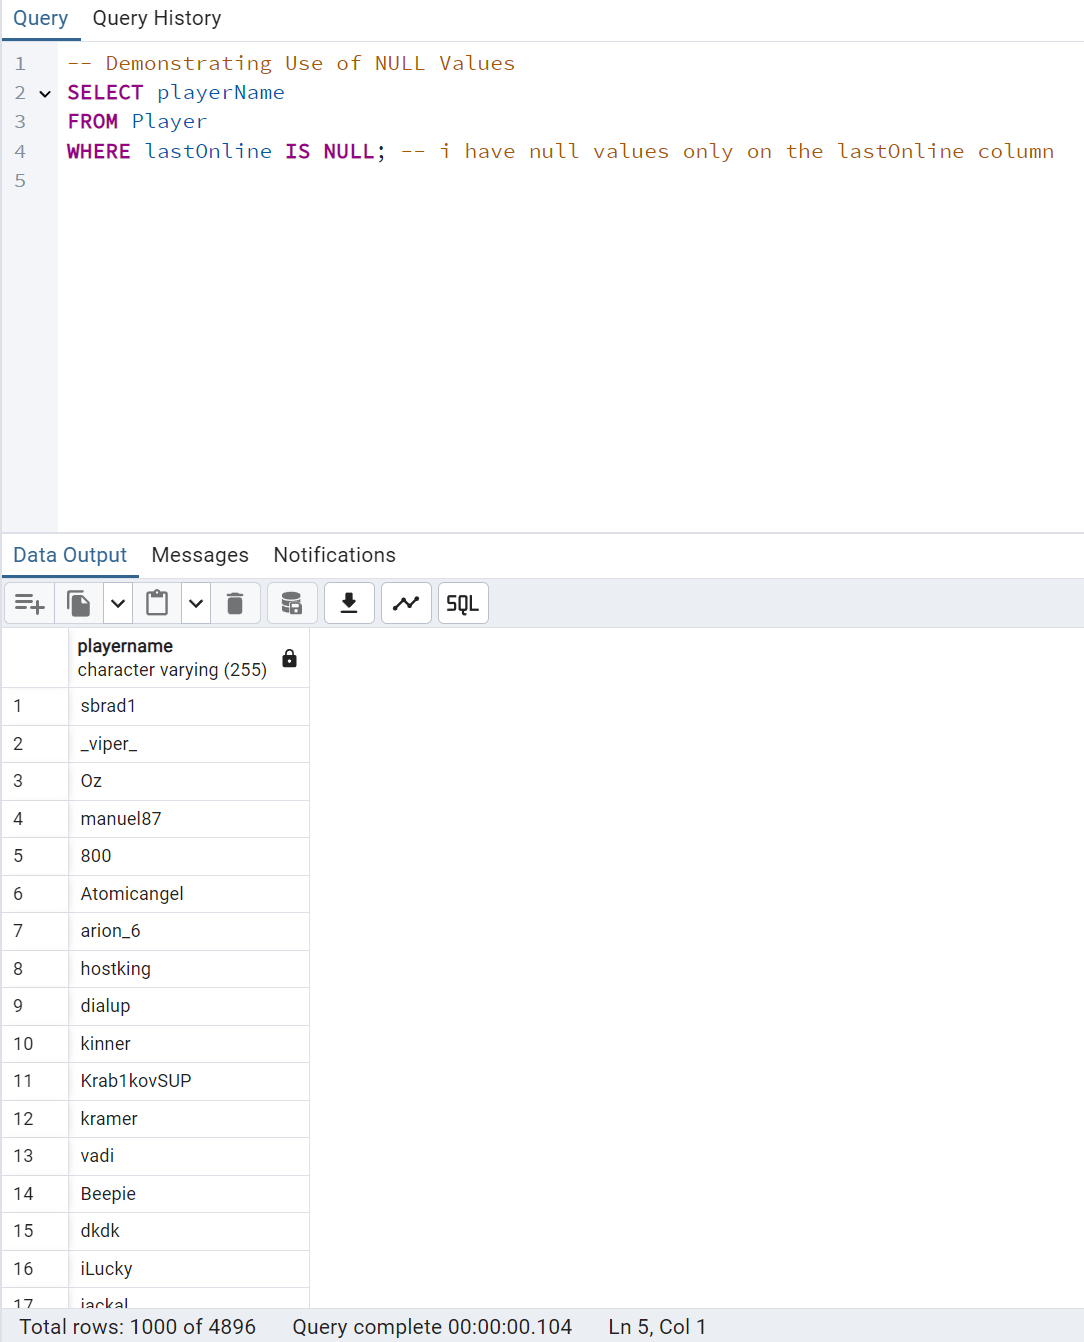 Query Query History
1 -- Demonstrating Use of NULL Values
2 SELECT playerName
3 FROM Player
4 WHERE lastOnline IS NULL; -- i have null values only on the lastOnline column
5
Data Output Messages Notifications
SQL
playername
character varying (255)
1 sbrad1
2 _viper_
3 Oz
4 manuel87
5 800
6 Atomicangel
7 arion_6
8 hostking
9 dialup
10 kinner
11 Krab1kovSUP
12 kramer
13 vadi
14 Beepie
15 dkdk
16 iLucky
17 jackal
Total rows: 1000 of 4896 Query complete 00:00:00.104 Ln 5, Col 1